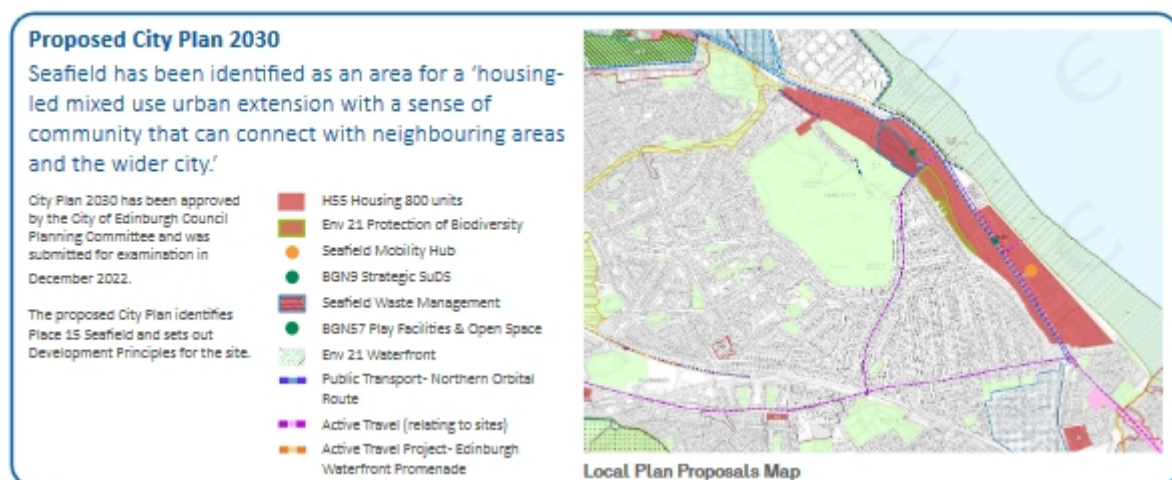 Proposed City Plan 2030
Seafield has been identified as an area for a 'housing-
led mixed use urban extension with a sense of
community that can connect with neighbouring areas
and the wider city.'
City Plan 2030 has been approved
by the City of Edinburgh Council
Planning Committee and was
submitted for examination in
December 2022.
The proposed City Plan identifies
Place 15 Seafield and sets out
Development Principles for the site.
H55 Housing 800 units
Env 21 Protection of Biodiversity
Seafield Mobility Hub
BGN9 Strategic SuDS
Seafield Waste Management
BGN57 Play Facilities & Open Space
Env 21 Waterfront
Public Transport- Northern Orbital
Route
Active Travel (relating to sites)
Active Travel Project- Edinburgh
Waterfront Promenade
Local Plan Proposals Map